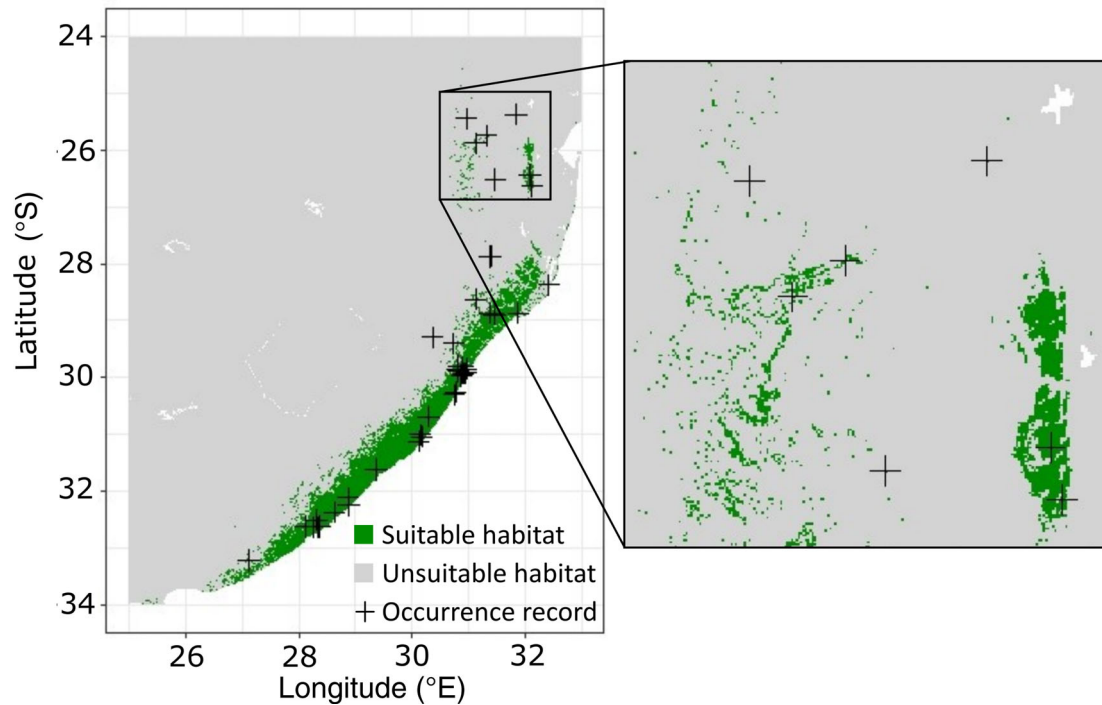 24
26
28
30
32
34
Latitude (°S)
Suitable habitat
Unsuitable habitat
Occurrence record
26 28 30 32
Longitude (°E)